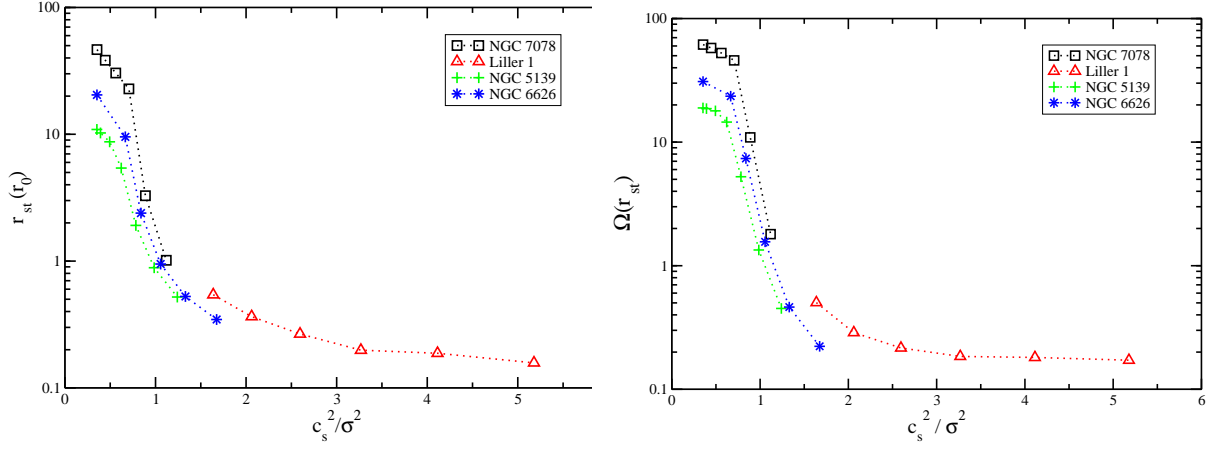 100
10
1
0.1
r_st (r_0)
0 1 2 3 4 5
c_s^2/σ^2
NGC 7078
Liller 1
NGC 5139
NGC 6626
100
10
1
0.1
Ω(r_st)
0 1 2 3 4 5 6
c_s^2/σ^2
NGC 7078
Liller 1
NGC 5139
NGC 6626